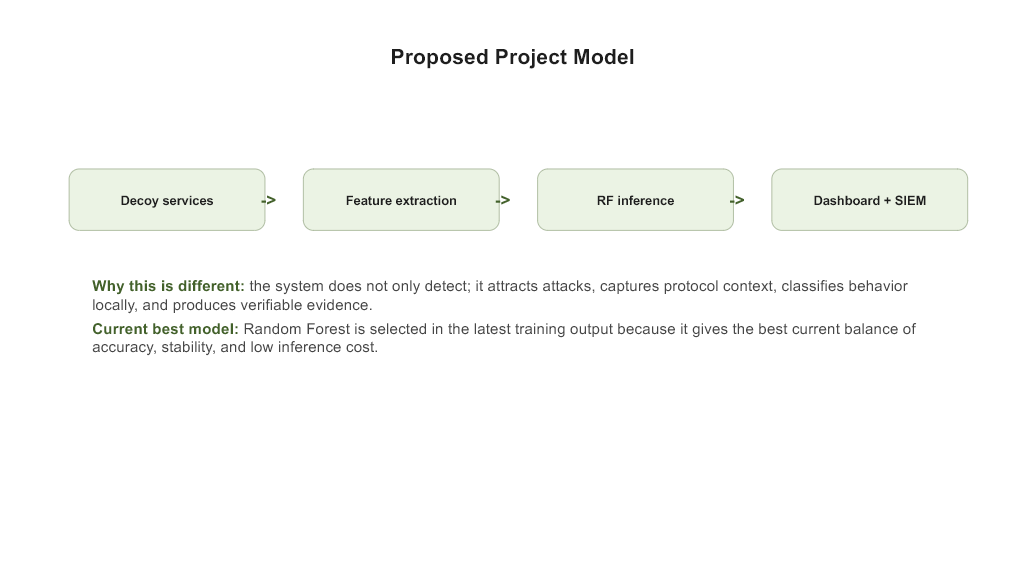 Proposed Project Model
Decoy services -> Feature extraction -> RF inference -> Dashboard + SIEM
Why this is different: the system does not only detect; it attracts attacks, captures protocol context, classifies behavior
locally, and produces verifiable evidence.
Current best model: Random Forest is selected in the latest training output because it gives the best current balance of
accuracy, stability, and low inference cost.